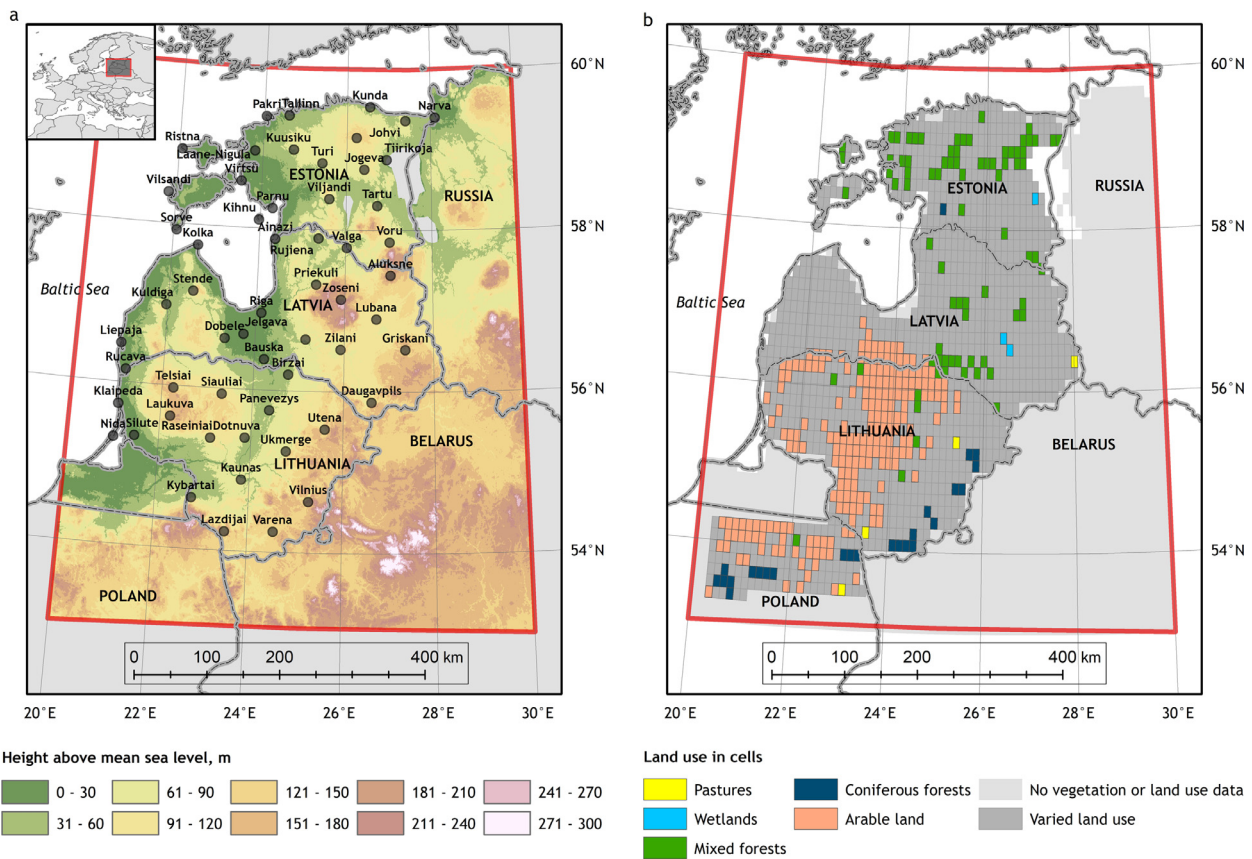 a
60°N
Kunda
Pakri Tallinn
Narva
Johvi
Ristna
Kuusiku
Laane-Nigula
Turi
Tiirikoja
Jogeva
Virtsu
ESTONIA
Vilsandi
Viljandi
RUSSIA
Parnu
Tartu
Kihnu
Sorve
58°N
Ainazi
Kolka
Valga
Voru
Rujiena
Aluksne
Priekuli
Stende
Zoseni
Baltic Sea
Kuldiga
Riga
LATVIA
Lubana
Dobele
Jelgava
Liepaja
Zilani
Griskani
Bauska
Rucava
Birzai
56°N
Telsiai
Siauliai
Klaipeda
Daugavpils
Panevezys
Laukuva
Utena
Nida
Silute
Raseiniai
Dotnuva
Ukmerge
BELARUS
Kaunas
LITHUANIA
Kybartai
Vilnius
Lazdijai
Varena
54°N
POLAND
0 100 200 400 km
20°E 22°E 24°E 26°E 28°E 30°E
Height above mean sea level, m
0 - 30
61 - 90
121 - 150
181 - 210
241 - 270
31 - 60
91 - 120
151 - 180
211 - 240
271 - 300
b
60°N
ESTONIA
RUSSIA
58°N
Baltic Sea
LATVIA
56°N
LITHUANIA
BELARUS
54°N
POLAND
0 100 200 400 km
20°E 22°E 24°E 26°E 28°E 30°E
Land use in cells
Pastures
Coniferous forests
No vegetation or land use data
Wetlands
Arable land
Varied land use
Mixed forests